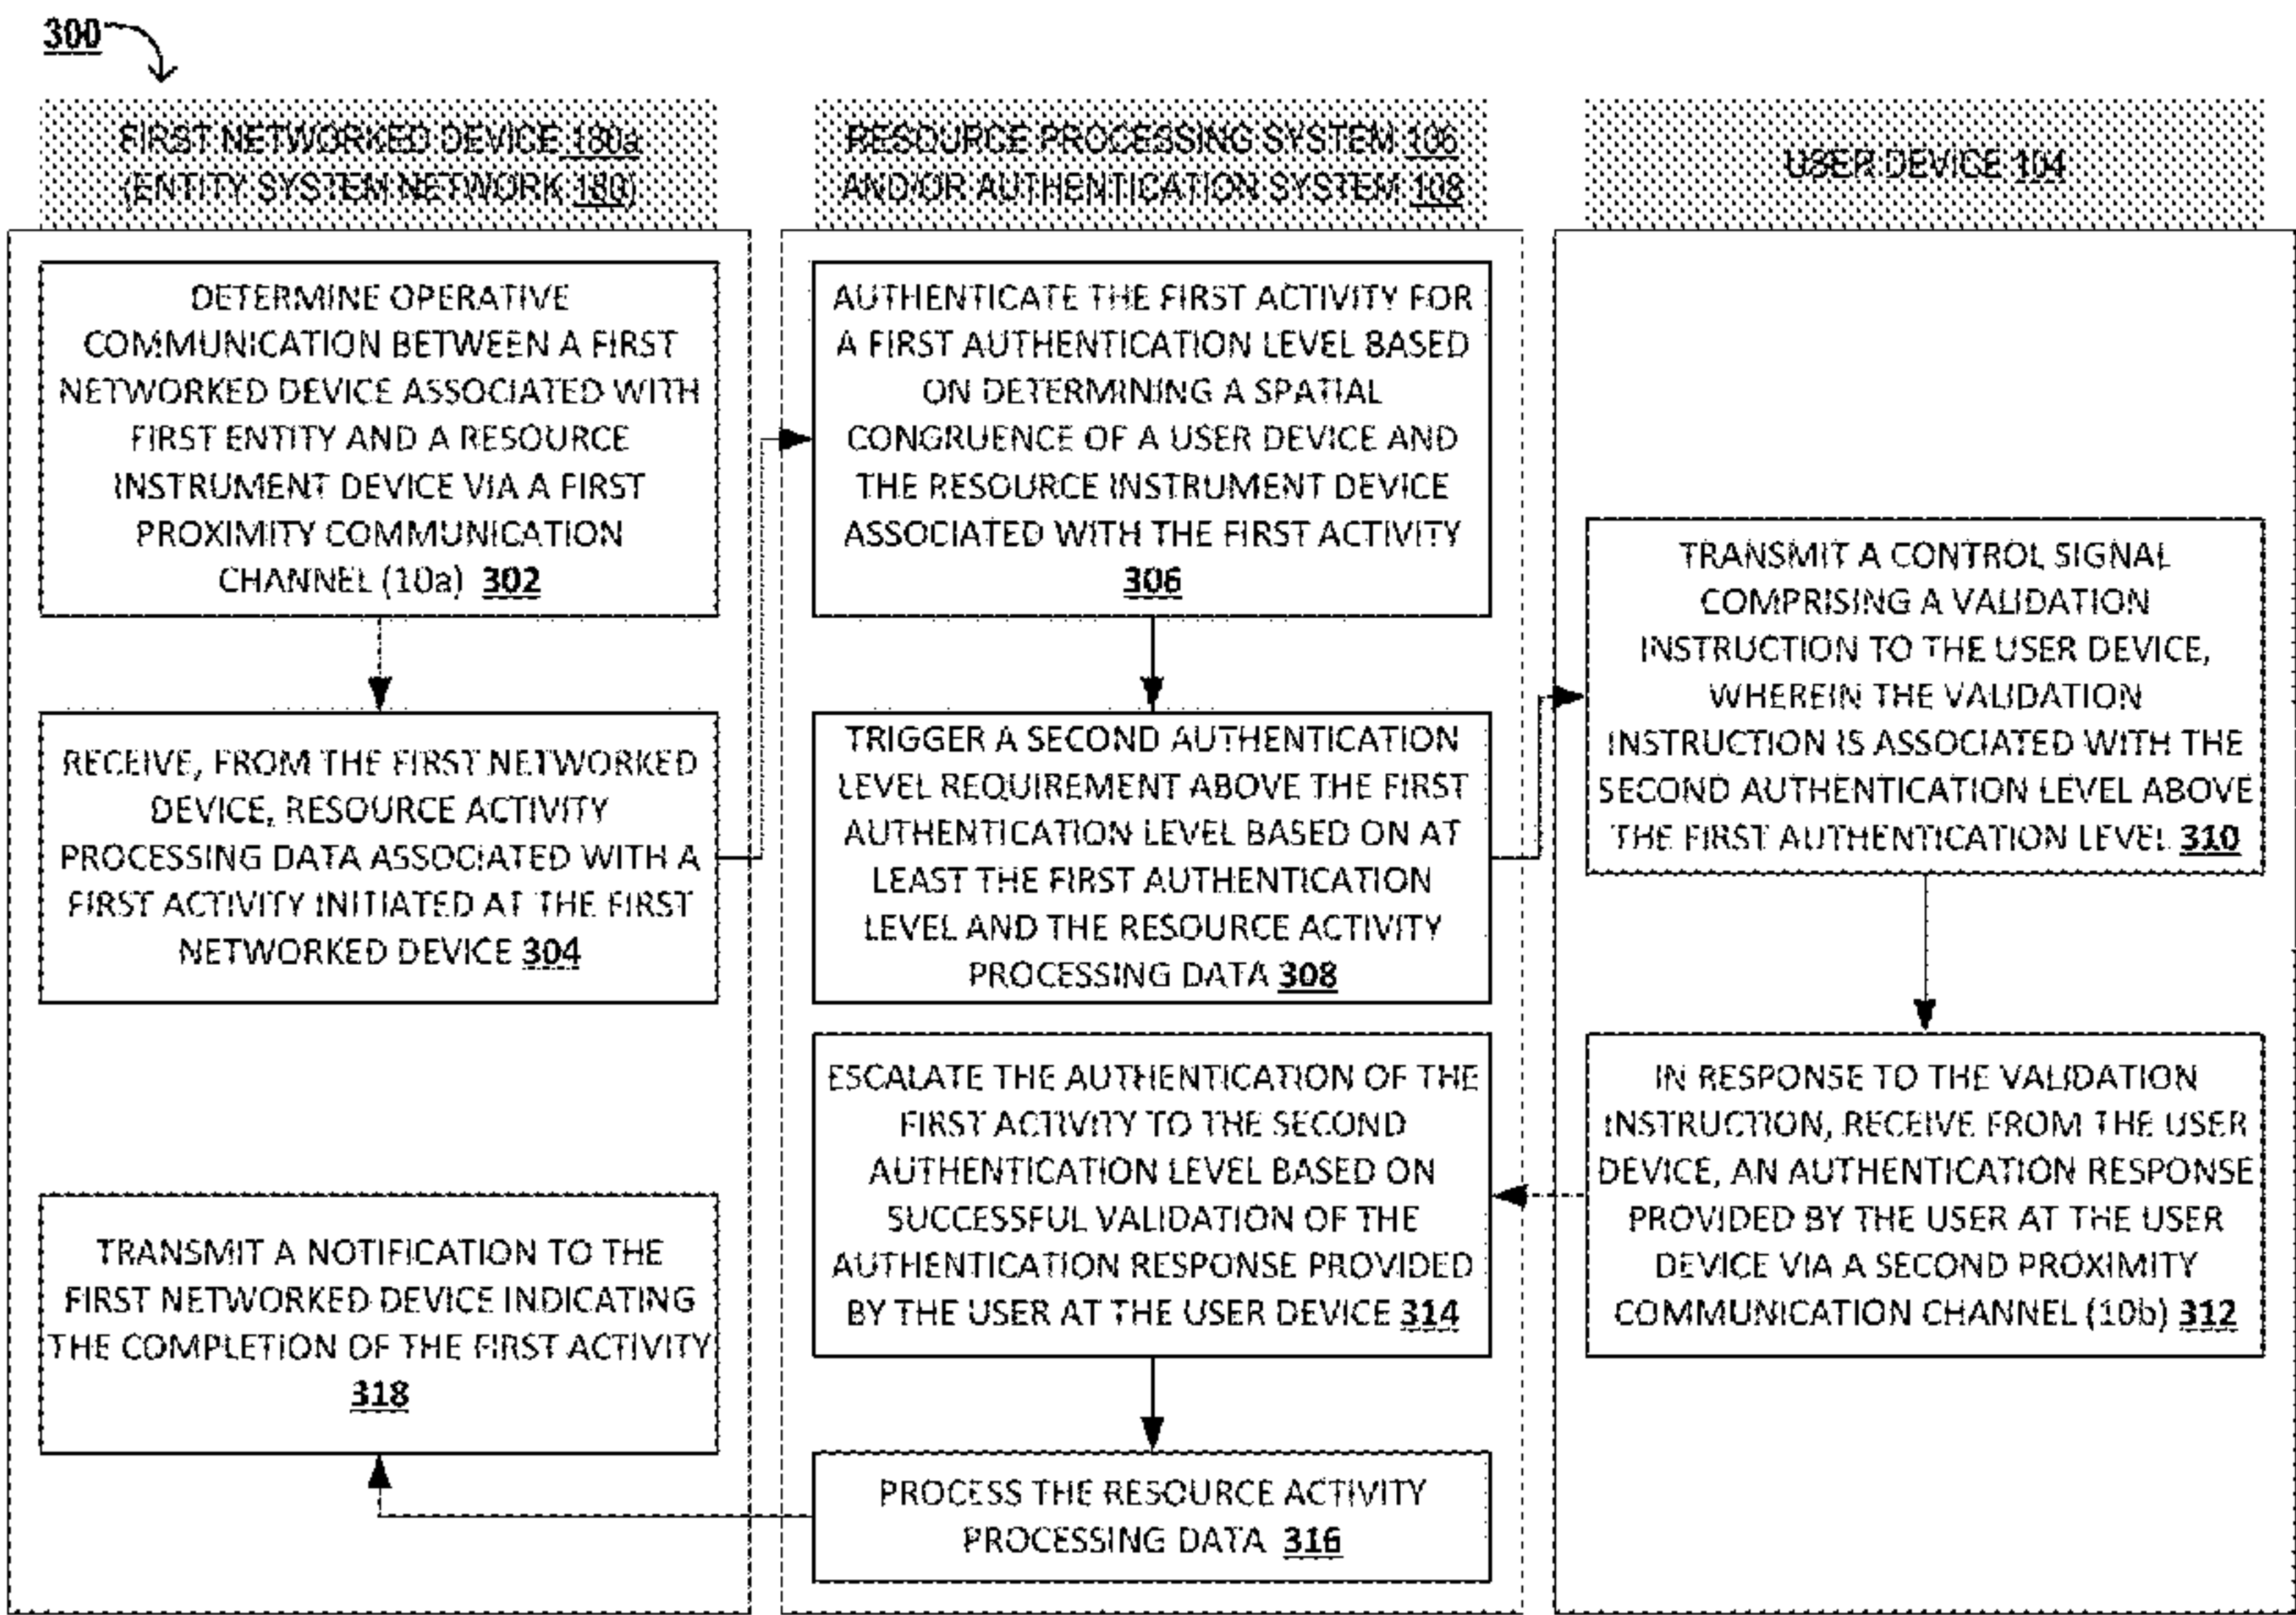 300
FIRST NETWORKED DEVICE 180a
(ENTITY SYSTEM NETWORK 180)
RESOURCE PROCESSING SYSTEM 106
AND/OR AUTHENTICATION SYSTEM 108
USER DEVICE 104
DETERMINE OPERATIVE
COMMUNICATION BETWEEN A FIRST
NETWORKED DEVICE ASSOCIATED WITH
FIRST ENTITY AND A RESOURCE
INSTRUMENT DEVICE VIA A FIRST
PROXIMITY COMMUNICATION
CHANNEL (10a) 302
RECEIVE, FROM THE FIRST NETWORKED
DEVICE, RESOURCE ACTIVITY
PROCESSING DATA ASSOCIATED WITH A
FIRST ACTIVITY INITIATED AT THE FIRST
NETWORKED DEVICE 304
AUTHENTICATE THE FIRST ACTIVITY FOR
A FIRST AUTHENTICATION LEVEL BASED
ON DETERMINING A SPATIAL
CONGRUENCE OF A USER DEVICE AND
THE RESOURCE INSTRUMENT DEVICE
ASSOCIATED WITH THE FIRST ACTIVITY
306
TRIGGER A SECOND AUTHENTICATION
LEVEL REQUIREMENT ABOVE THE FIRST
AUTHENTICATION LEVEL BASED ON AT
LEAST THE FIRST AUTHENTICATION
LEVEL AND THE RESOURCE ACTIVITY
PROCESSING DATA 308
TRANSMIT A CONTROL SIGNAL
COMPRISING A VALIDATION
INSTRUCTION TO THE USER DEVICE,
WHEREIN THE VALIDATION
INSTRUCTION IS ASSOCIATED WITH THE
SECOND AUTHENTICATION LEVEL ABOVE
THE FIRST AUTHENTICATION LEVEL 310
IN RESPONSE TO THE VALIDATION
INSTRUCTION, RECEIVE FROM THE USER
DEVICE, AN AUTHENTICATION RESPONSE
PROVIDED BY THE USER AT THE USER
DEVICE VIA A SECOND PROXIMITY
COMMUNICATION CHANNEL (10b) 312
ESCALATE THE AUTHENTICATION OF THE
FIRST ACTIVITY TO THE SECOND
AUTHENTICATION LEVEL BASED ON
SUCCESSFUL VALIDATION OF THE
AUTHENTICATION RESPONSE PROVIDED
BY THE USER AT THE USER DEVICE 314
PROCESS THE RESOURCE ACTIVITY
PROCESSING DATA 316
TRANSMIT A NOTIFICATION TO THE
FIRST NETWORKED DEVICE INDICATING
THE COMPLETION OF THE FIRST ACTIVITY
318